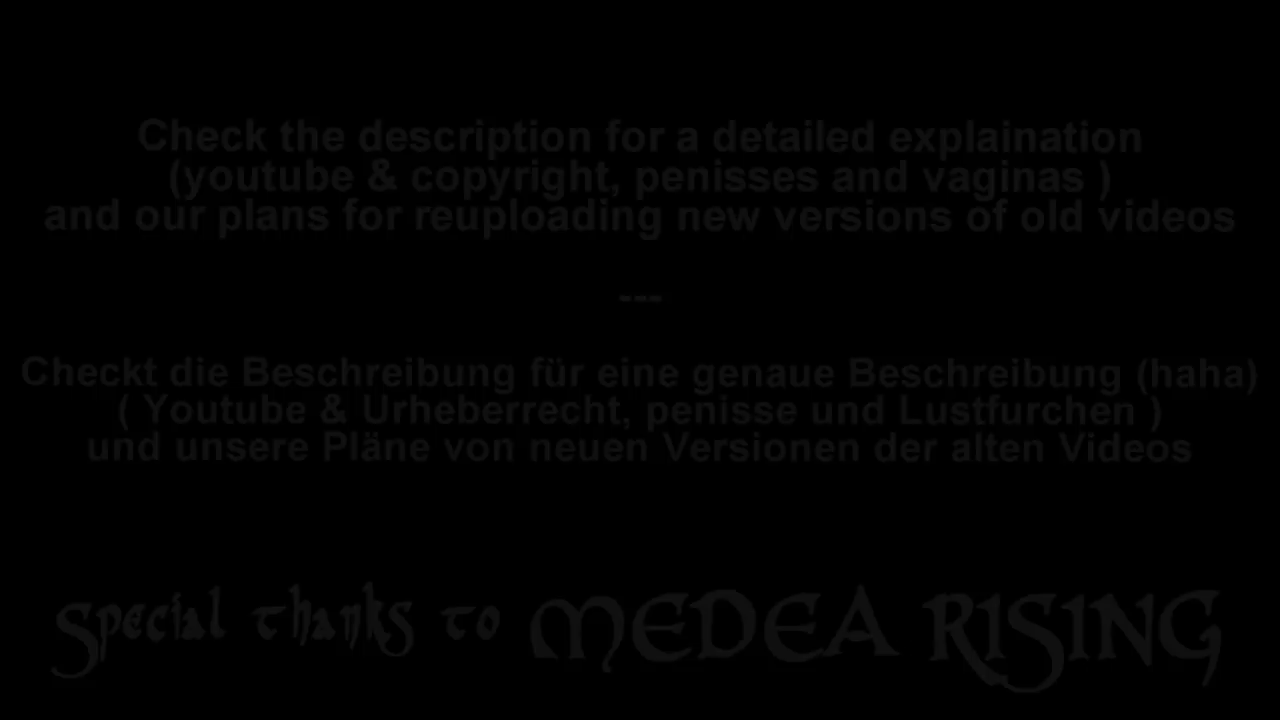 Check the description for a detailed explaination
(youtube & copyright, penisses and vaginas )
and our plans for reuploading new versions of old videos
---
Checkt die Beschreibung für eine genaue Beschreibung (haha)
( Youtube & Urheberrecht, penisse und Lustfurchen )
und unsere Pläne von neuen Versionen der alten Videos
Special thanks to MEDEA RISING